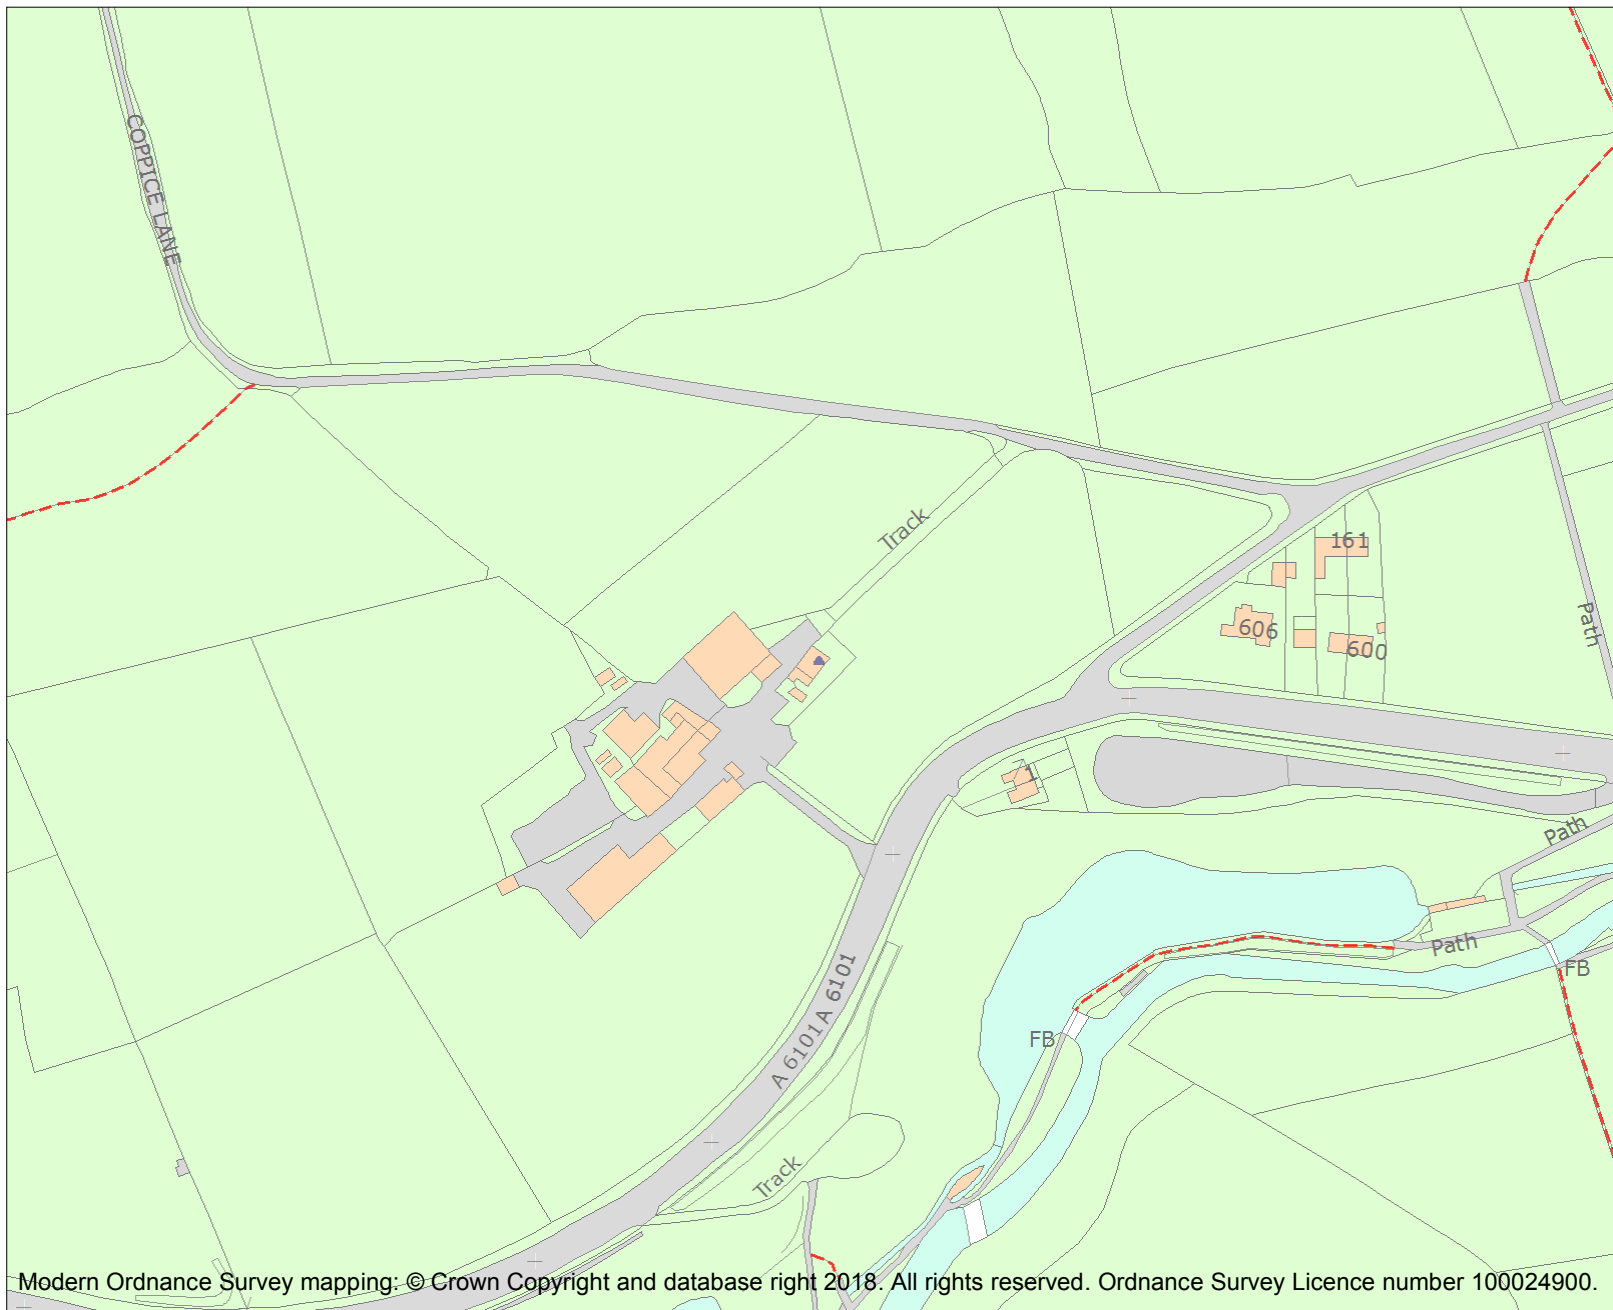 COPPICE LANE
Track
161
606
600
Path
1
Path
Path
FB
A 6101 A 6101
FB
Track
Modern Ordnance Survey mapping: © Crown Copyright and database right 2018. All rights reserved. Ordnance Survey Licence number 100024900.